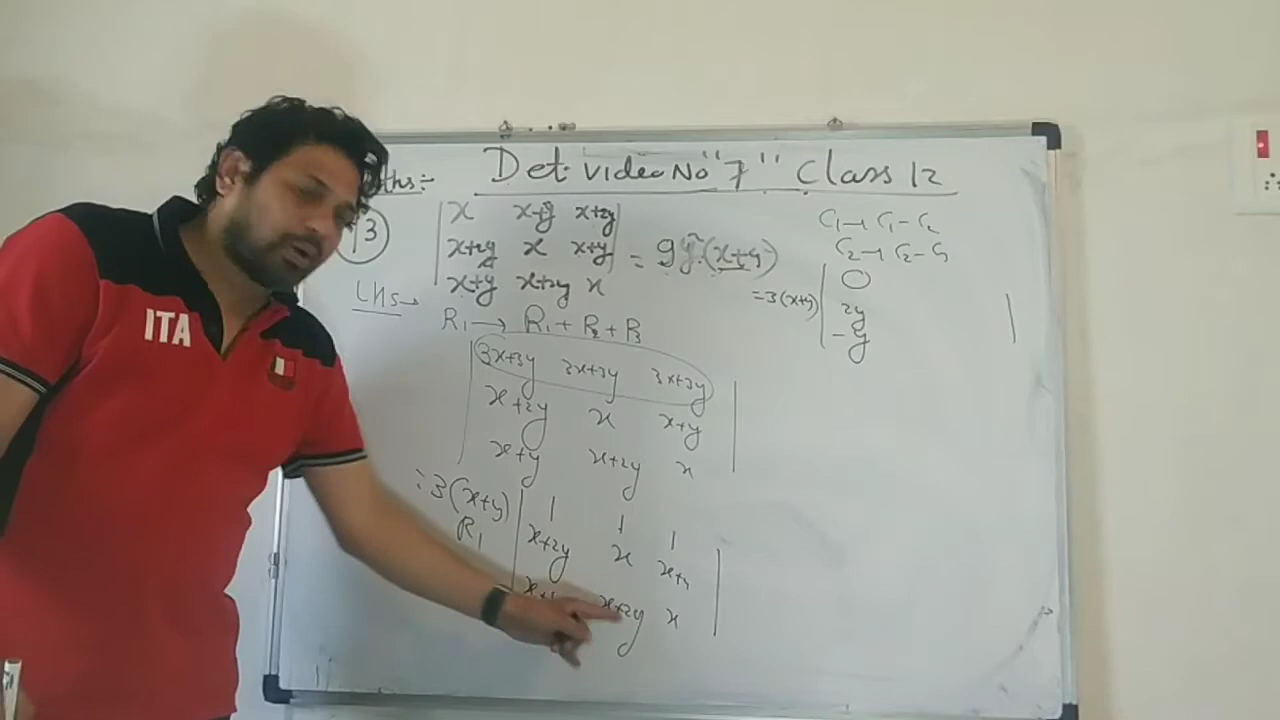 Maths:- Det. Video No "7" Class 12
13
x x+y x+2y
x+2y x x+y = 9y²(x+y)
x+y x+2y x
LHS→
R₁ → R₁ + R₂ + R₃
3x+3y 3x+3y 3x+3y
x+2y x x+y
x+y x+2y x
= 3(x+y) 1 1 1
R₁ x+2y x x+y
x+2y x
C₁→ C₁-C₂
C₂→ C₂-C₃
0
=3(x+y) 2y
-y
ITA